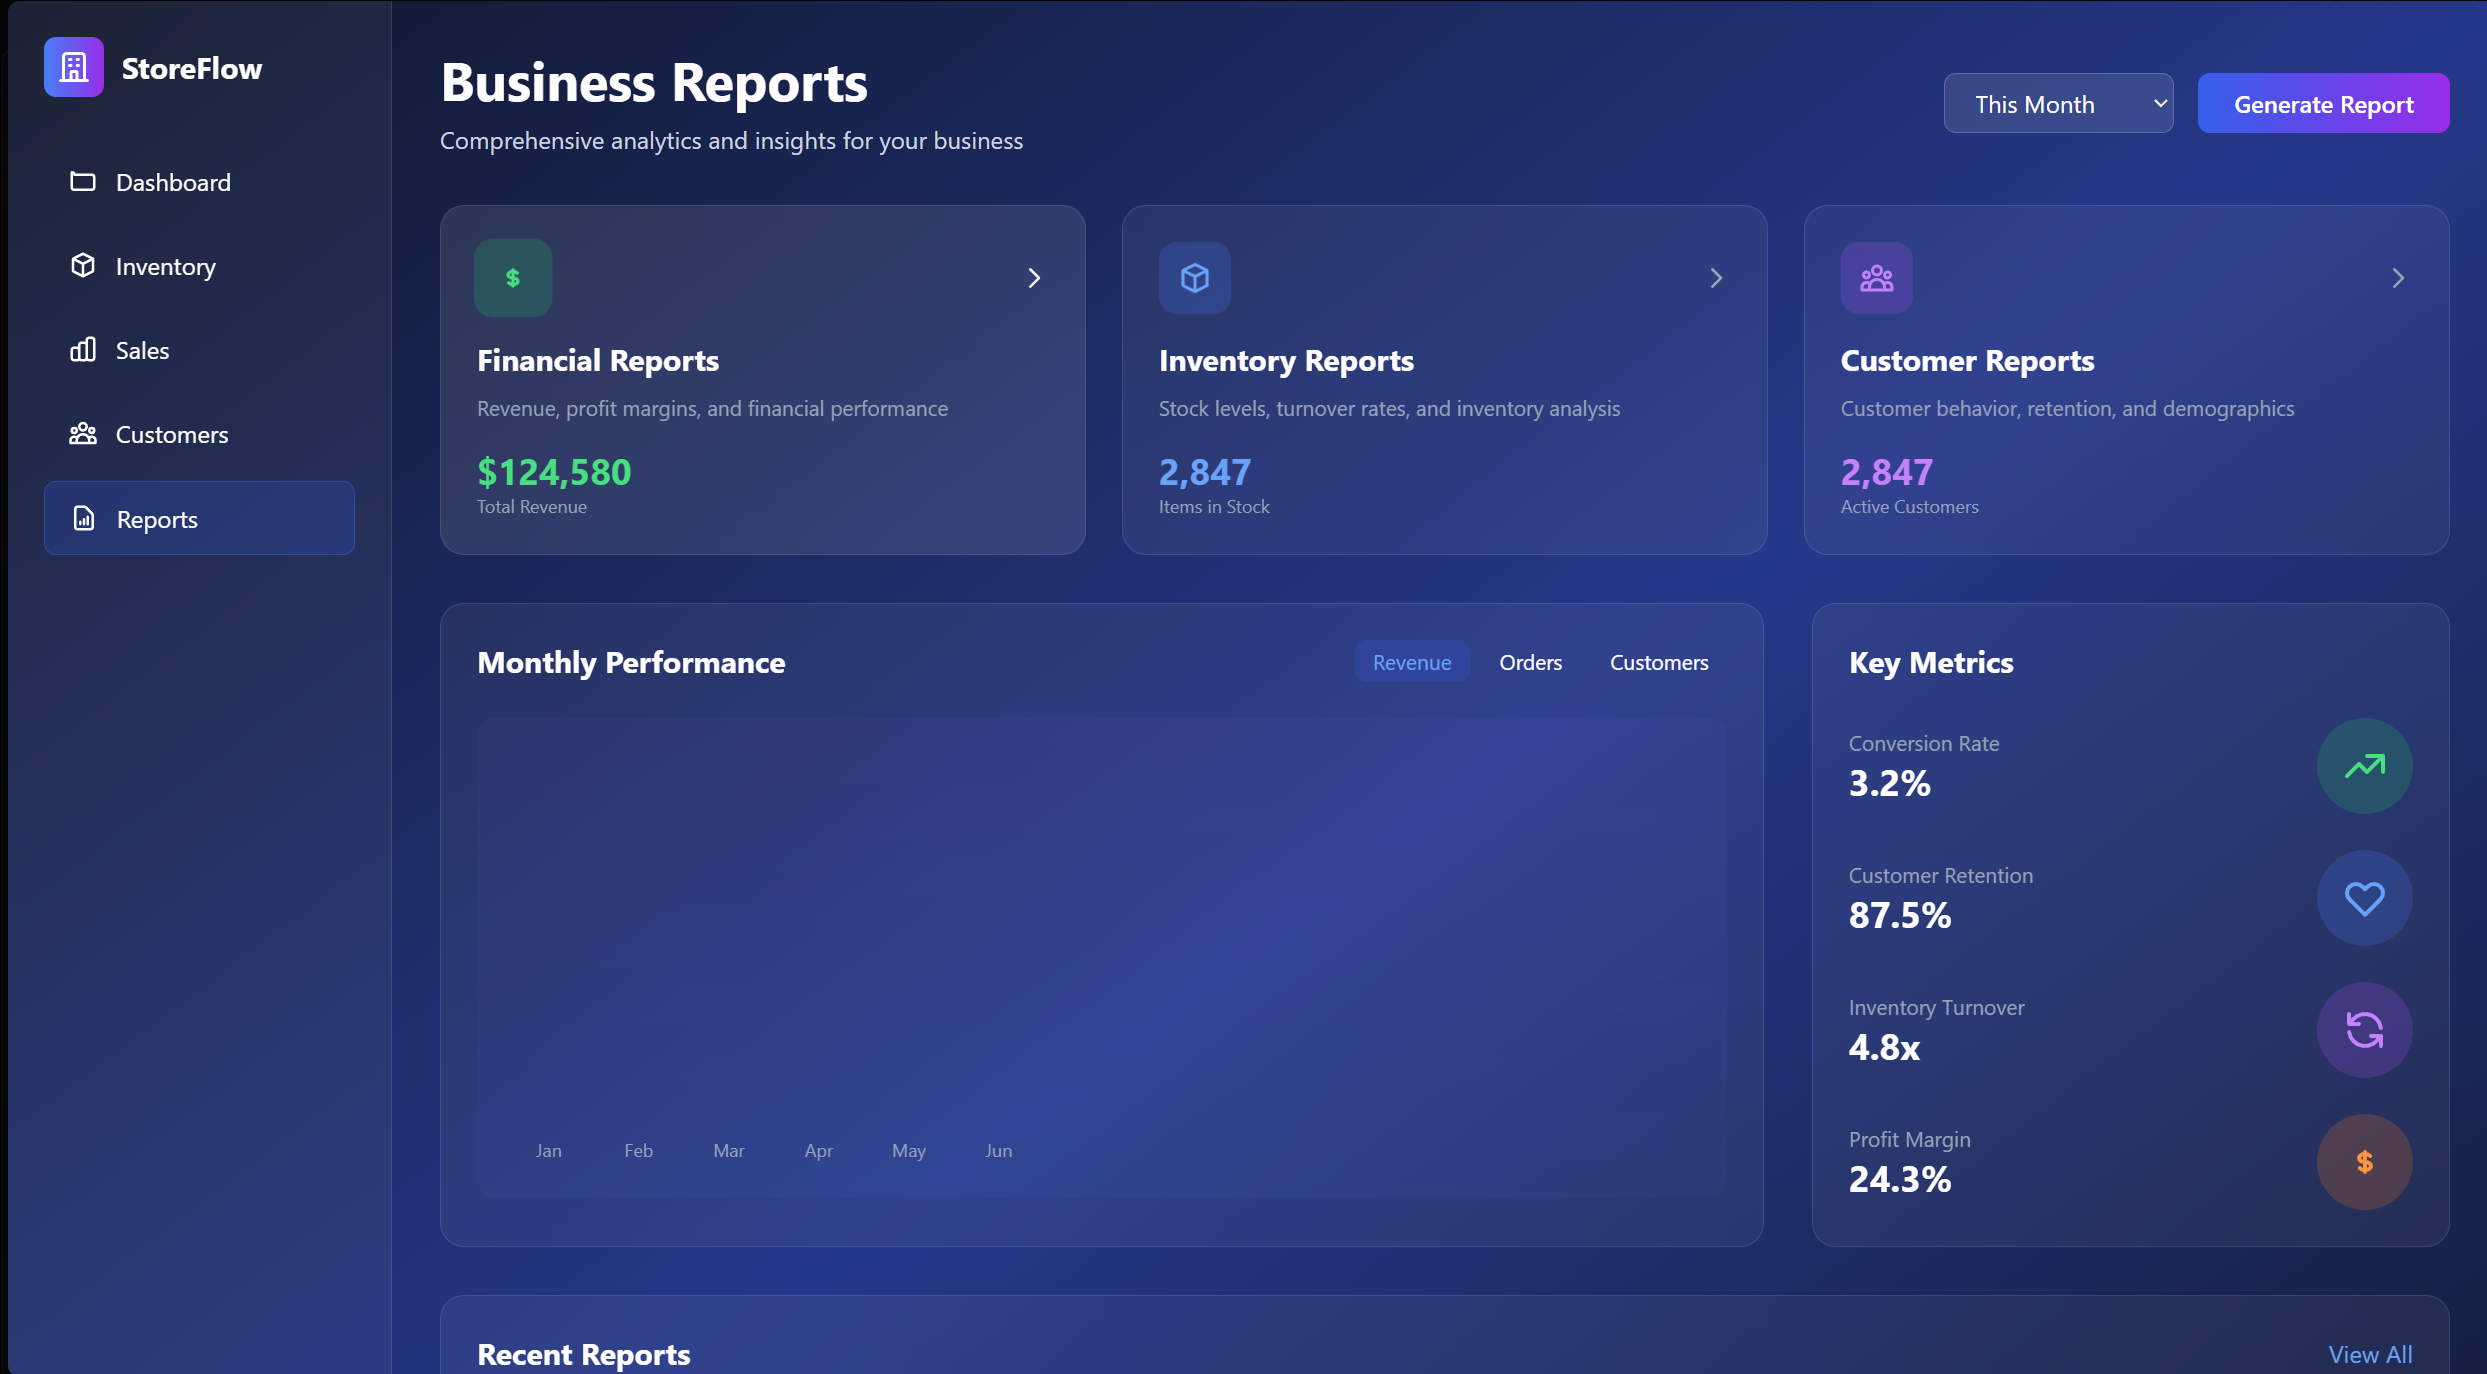 StoreFlow
Dashboard
Inventory
Sales
Customers
Reports
Business Reports
Comprehensive analytics and insights for your business
This Month
Generate Report
$
Financial Reports
Revenue, profit margins, and financial performance
$124,580
Total Revenue
Inventory Reports
Stock levels, turnover rates, and inventory analysis
2,847
Items in Stock
Customer Reports
Customer behavior, retention, and demographics
2,847
Active Customers
Monthly Performance
Revenue Orders Customers
Jan Feb Mar Apr May Jun
Key Metrics
Conversion Rate
3.2%
Customer Retention
87.5%
Inventory Turnover
4.8x
Profit Margin
24.3%
$
Recent Reports
View All